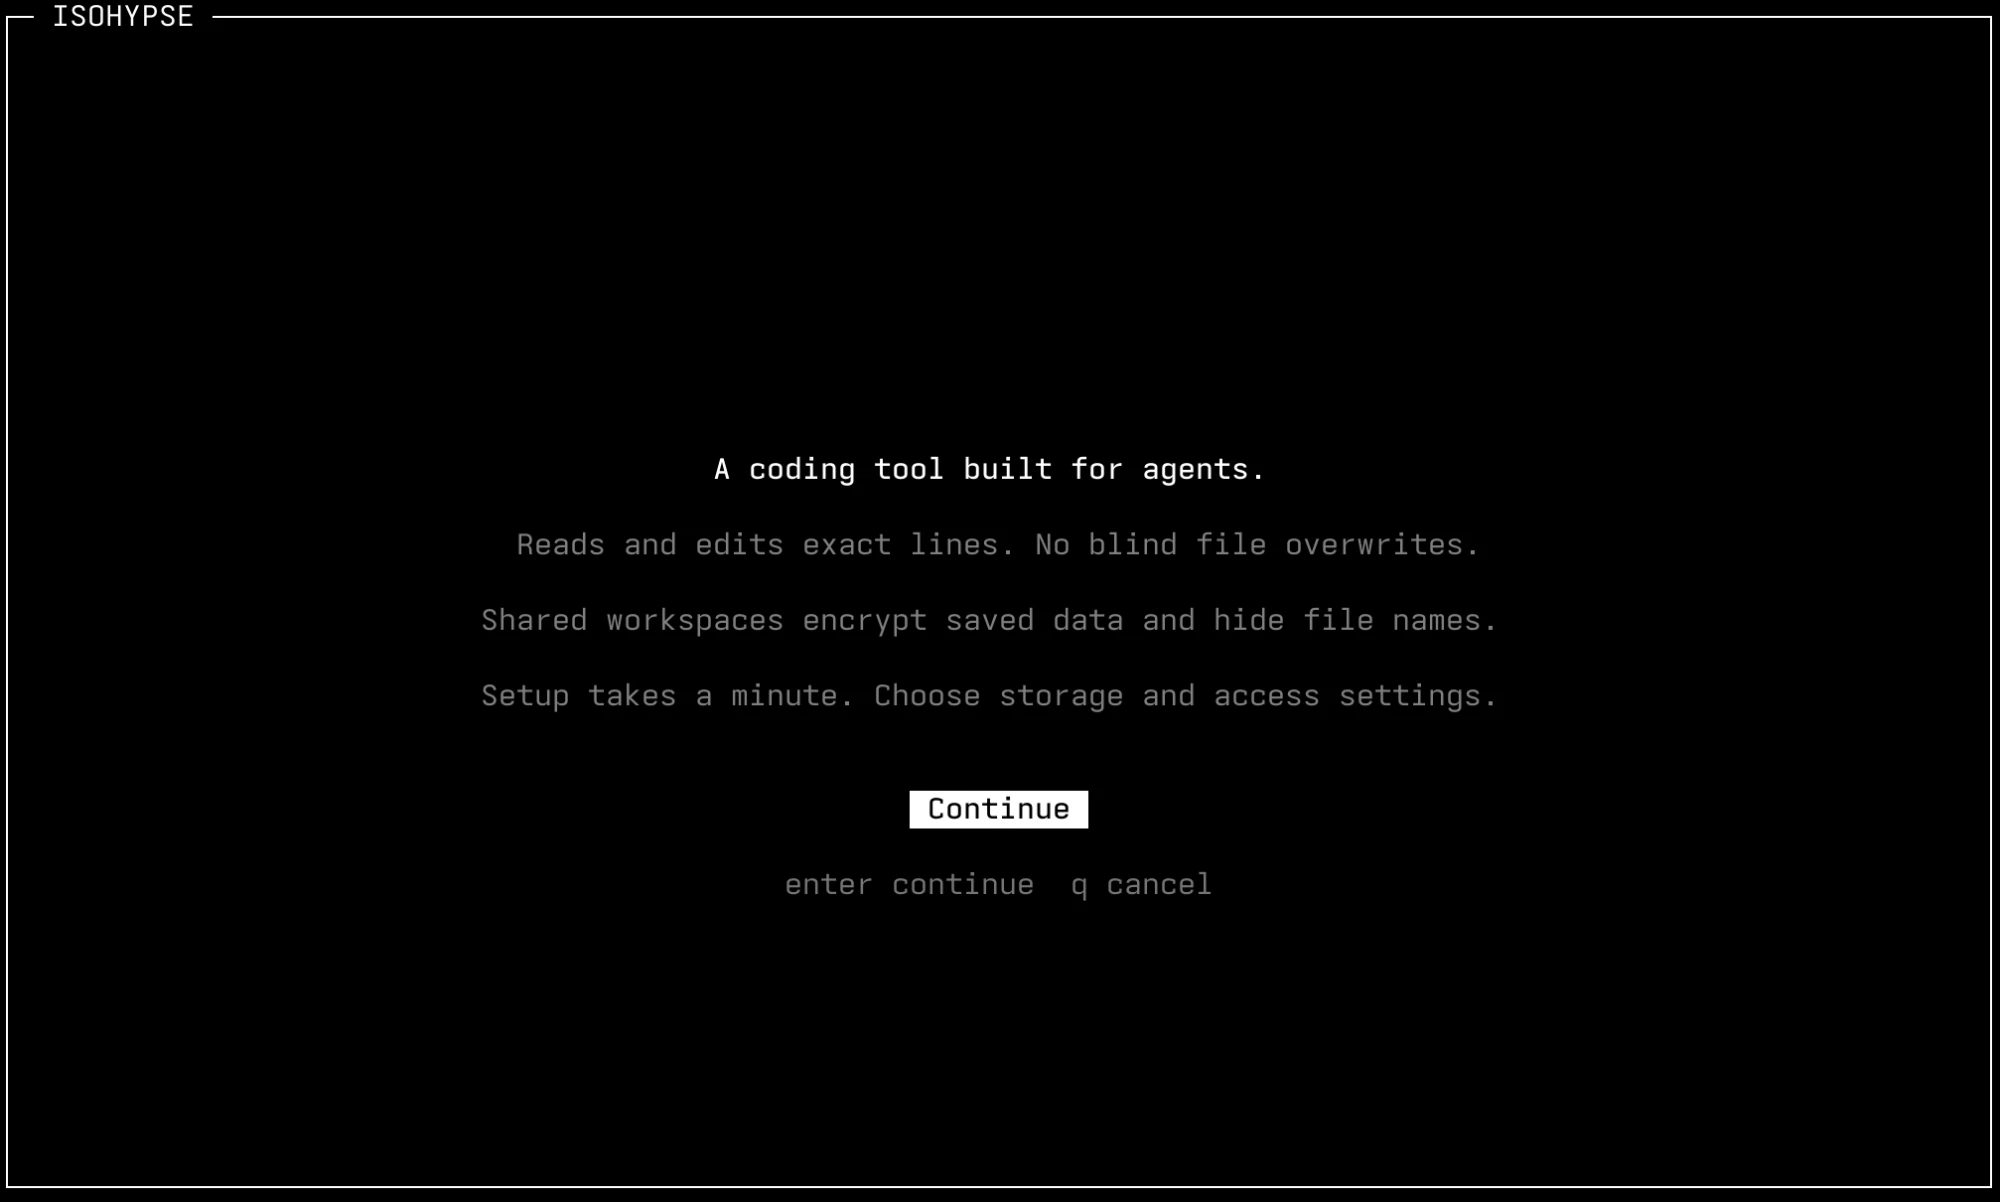 ISOHYPSE
A coding tool built for agents.
Reads and edits exact lines. No blind file overwrites.
Shared workspaces encrypt saved data and hide file names.
Setup takes a minute. Choose storage and access settings.
Continue
enter continue  q cancel